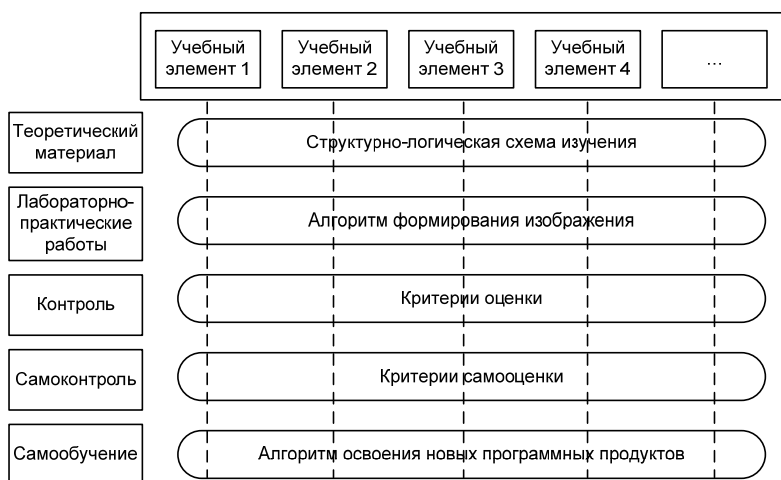 Учебный
элемент 1
Учебный
элемент 2
Учебный
элемент 3
Учебный
элемент 4
...
Теоретический
материал
Структурно-логическая схема изучения
Лабораторно-
практические
работы
Алгоритм формирования изображения
Контроль
Критерии оценки
Самоконтроль
Критерии самооценки
Самообучение
Алгоритм освоения новых программных продуктов